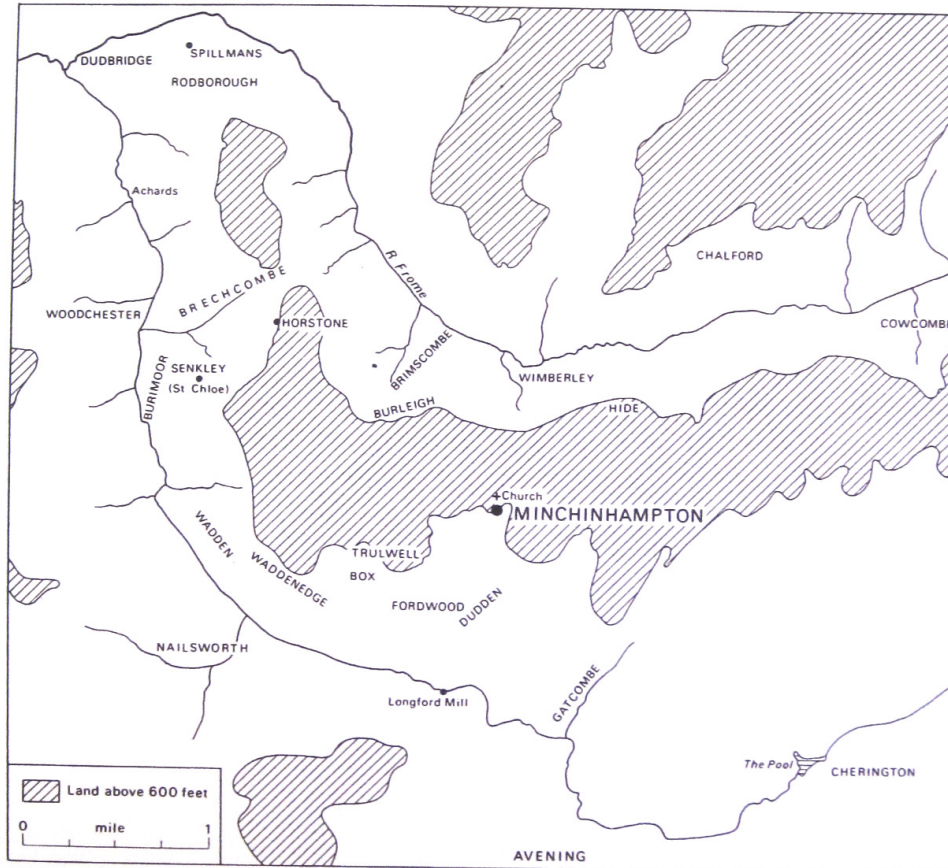 DUDBRIDGE
SPILLMANS
RODBOROUGH
Achards
R Frome
CHALFORD
BRECHCOMBE
WOODCHESTER
HORSTONE
COWCOMBE
BRIMSCOMBE
WIMBERLEY
SENKLEY
(St Chloe)
BURIMOOR
BURLEIGH
HIDE
Church
MINCHINHAMPTON
WADDEN
WADDENEDGE
TRULWELL
BOX
FORDWOOD
DUDDEN
NAILSWORTH
GATCOMBE
Longford Mill
The Pool
CHERINGTON
Land above 600 feet
0 mile 1
AVENING